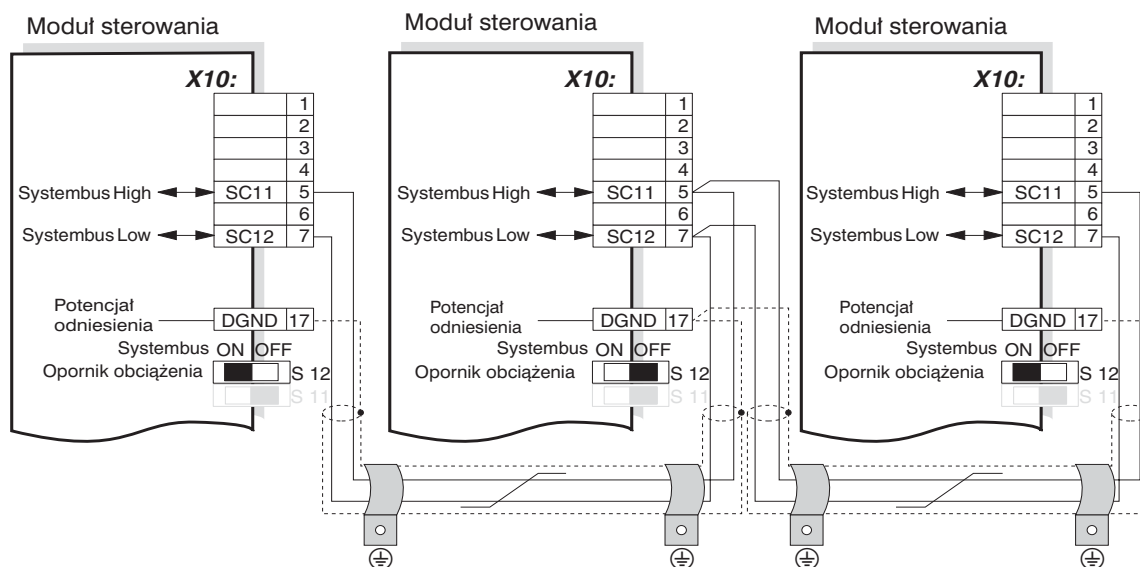 Moduł sterowania
X10:
1
2
3
4
Systembus High SC11 5
6
Systembus Low SC12 7
Potencjał
odniesienia
DGND 17
Systembus ON OFF
Opornik obciążenia S 12
S 11
Moduł sterowania
X10:
1
2
3
4
Systembus High SC11 5
6
Systembus Low SC12 7
Potencjał
odniesienia
DGND 17
Systembus ON OFF
Opornik obciążenia S 12
S 11
Moduł sterowania
X10:
1
2
3
4
Systembus High SC11 5
6
Systembus Low SC12 7
Potencjał
odniesienia
DGND 17
Systembus ON OFF
Opornik obciążenia S 12
S 11